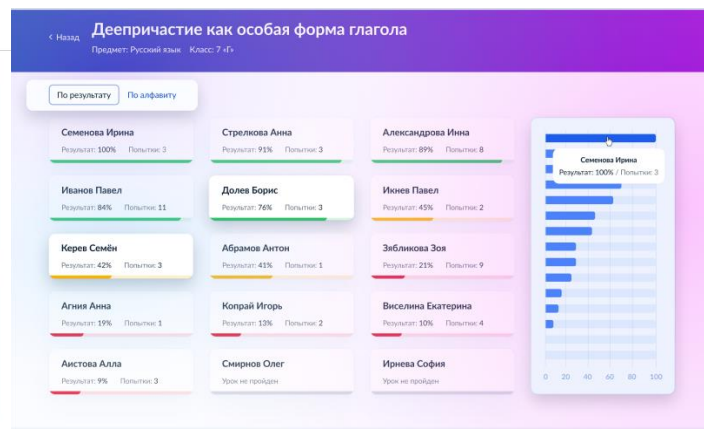 < Назад
Деепричастие как особая форма глагола
Предмет: Русский язык Класс: 7 «Г»
По результату По алфавиту
Семенова Ирина
Результат: 100% Попытки: 3
Стрелкова Анна
Результат: 91% Попытки: 3
Александрова Инна
Результат: 89% Попытки: 8
Иванов Павел
Результат: 84% Попытки: 11
Долев Борис
Результат: 76% Попытки: 3
Икнев Павел
Результат: 45% Попытки: 2
Керев Семён
Результат: 42% Попытки: 3
Абрамов Антон
Результат: 41% Попытки: 1
Зябликова Зоя
Результат: 21% Попытки: 9
Агния Анна
Результат: 19% Попытки: 1
Копрай Игорь
Результат: 13% Попытки: 2
Виселина Екатерина
Результат: 10% Попытки: 4
Аистова Алла
Результат: 9% Попытки: 3
Смирнов Олег
Урок не пройден
Ирнева София
Урок не пройден
Семенова Ирина
Результат: 100% / Попытки: 3
0 20 40 60 80 100